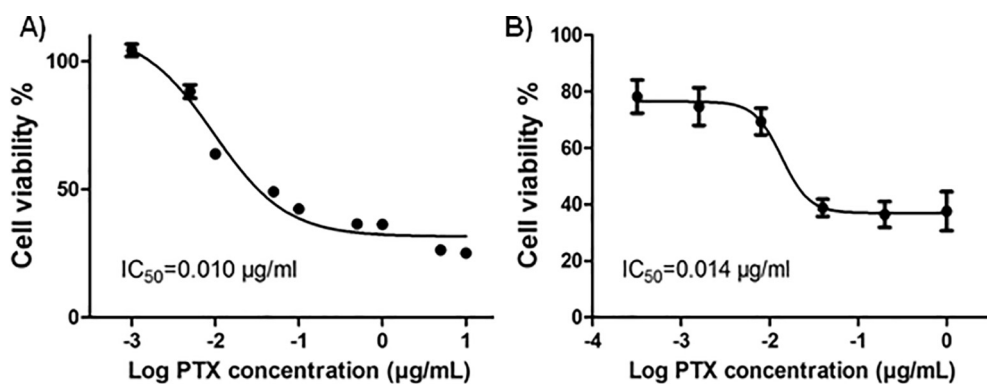 A)
Cell viability %
100
50
0
IC50=0.010 µg/ml
-3 -2 -1 0 1
Log PTX concentration (µg/mL)
B)
Cell viability %
80
60
40
20
0
IC50=0.014 µg/ml
-4 -3 -2 -1 0
Log PTX concentration (µg/mL)